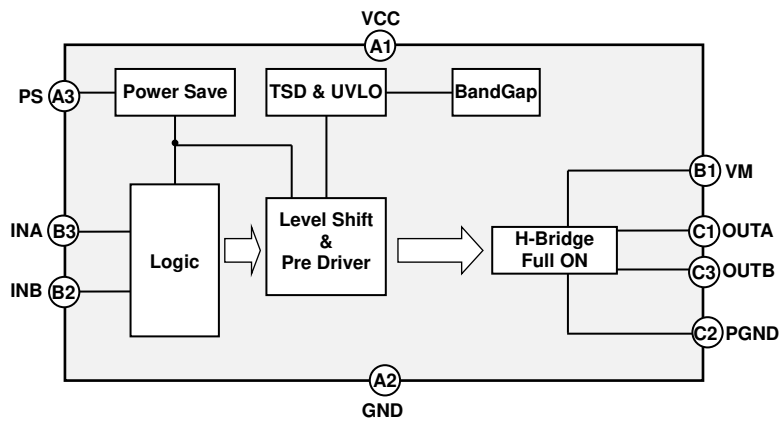 VCC
A1
PS
A3
Power Save
TSD & UVLO
BandGap
B1
VM
INA
B3
Logic
Level Shift
&
Pre Driver
H-Bridge
Full ON
C1
OUTA
C3
OUTB
INB
B2
C2
PGND
A2
GND